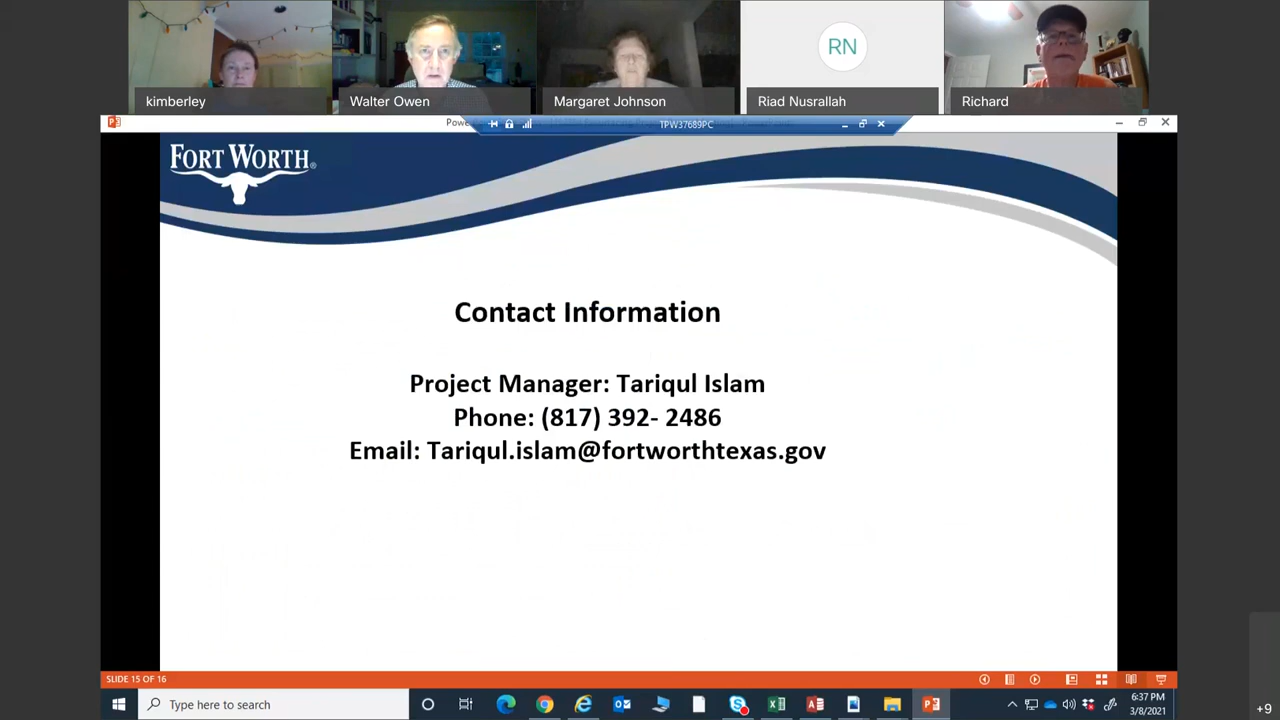 RN
kimberley
Walter Owen
Margaret Johnson
Riad Nusrallah
Richard
TPW37689PC
FORT WORTH®
Contact Information
Project Manager: Tariqul Islam
Phone: (817) 392- 2486
Email: Tariqul.islam@fortworthtexas.gov
SLIDE 15 OF 16
Type here to search
6:37 PM
3/8/2021
+9